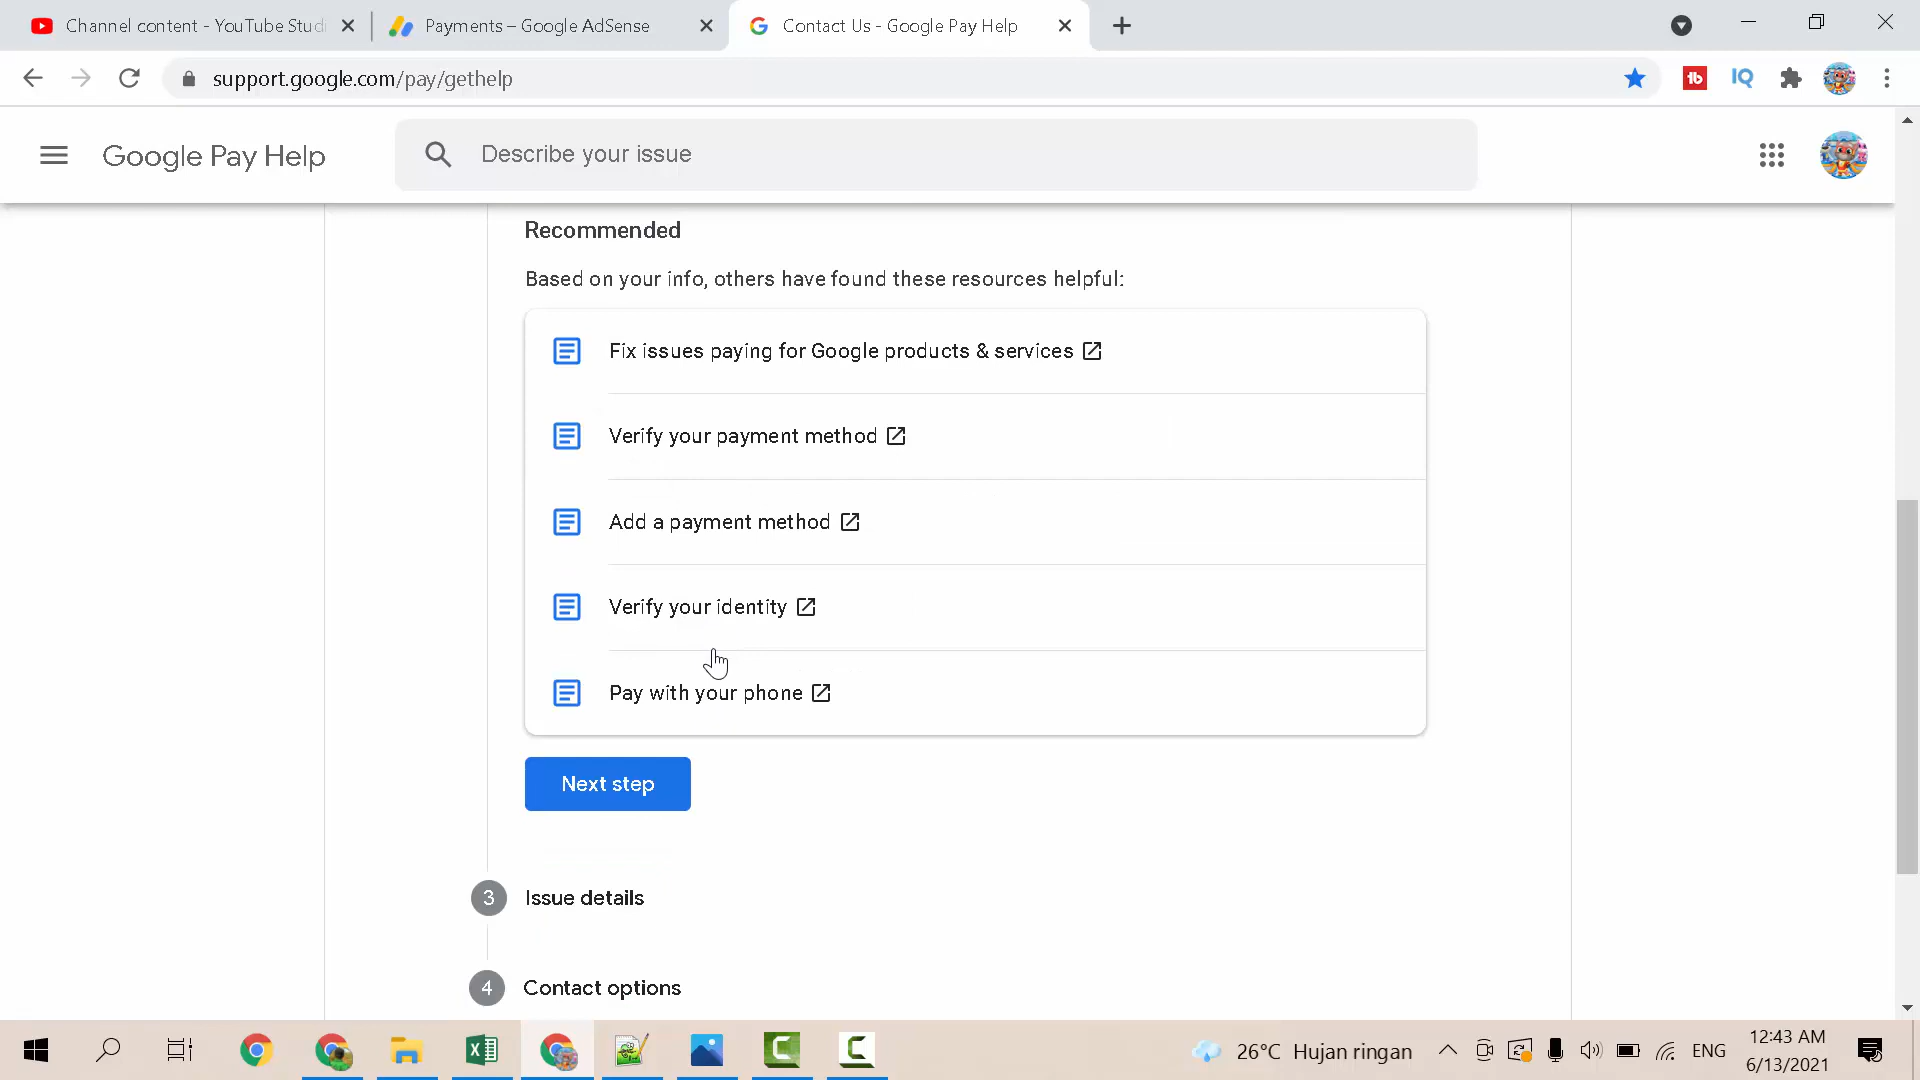 Channel content - YouTube Studi
Payments – Google AdSense
Contact Us - Google Pay Help
support.google.com/pay/gethelp
tb
IQ
Google Pay Help
Describe your issue
Recommended
Based on your info, others have found these resources helpful:
Fix issues paying for Google products & services
Verify your payment method
Add a payment method
Verify your identity
Pay with your phone
Next step
3 Issue details
4 Contact options
26°C Hujan ringan
ENG
12:43 AM
6/13/2021